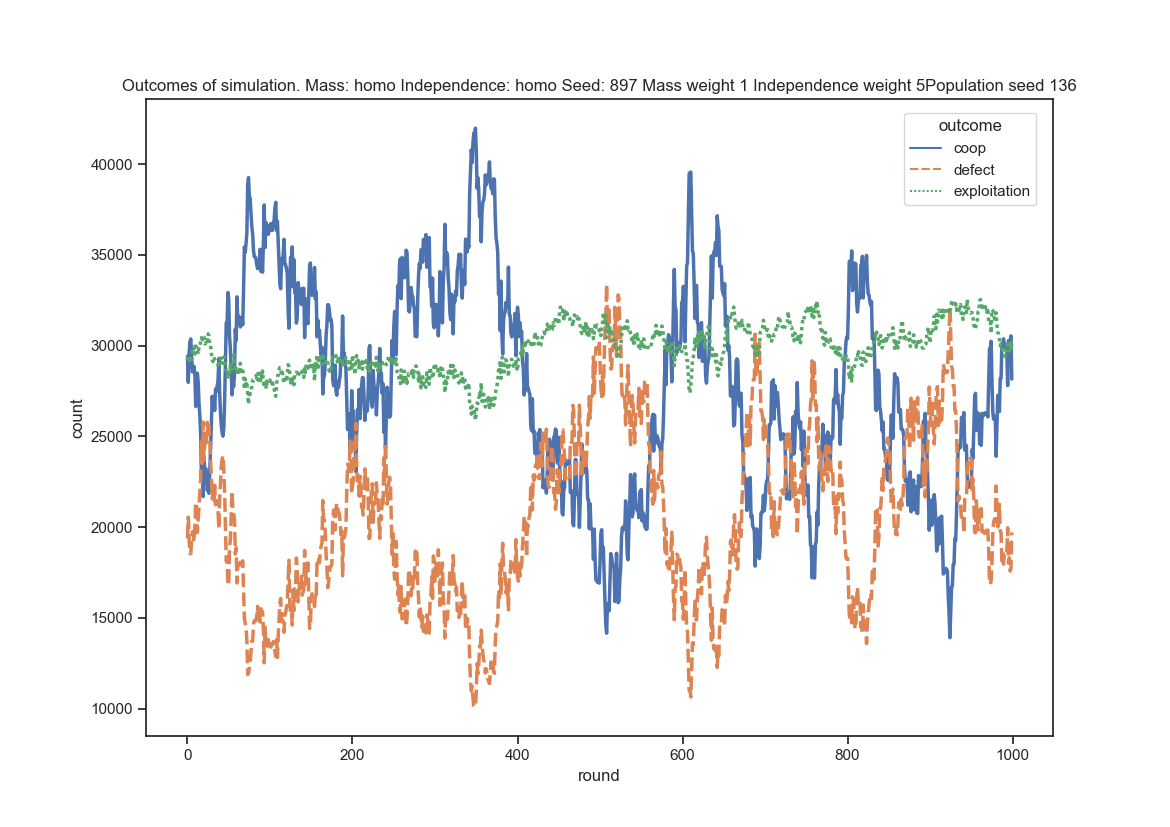 Outcomes of simulation. Mass: homo Independence: homo Seed: 897 Mass weight 1 Independence weight 5Population seed 136
outcome
coop
defect
exploitation
40000
35000
30000
25000
20000
15000
10000
count
0
200
400
600
800
1000
round